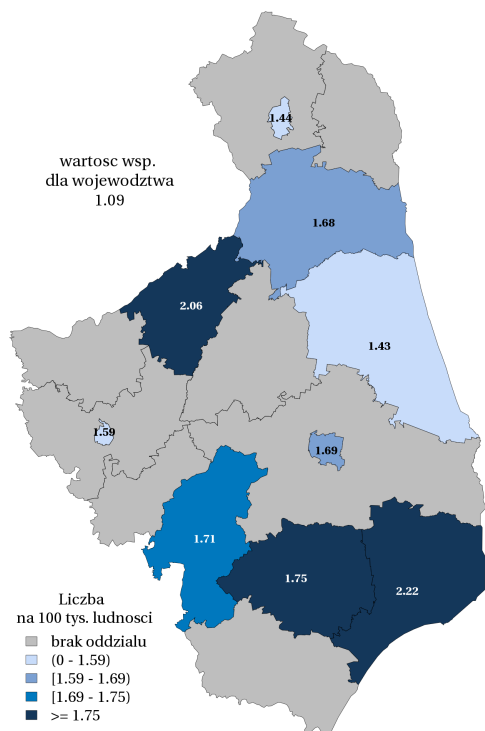 1.44
wartosc wsp.
dla wojewodztwa
1.09
1.68
2.06
1.43
1.59
1.69
1.71
1.75
2.22
Liczba
na 100 tys. ludnosci
brak oddzialu
(0 - 1.59)
[1.59 - 1.69)
[1.69 - 1.75)
>= 1.75